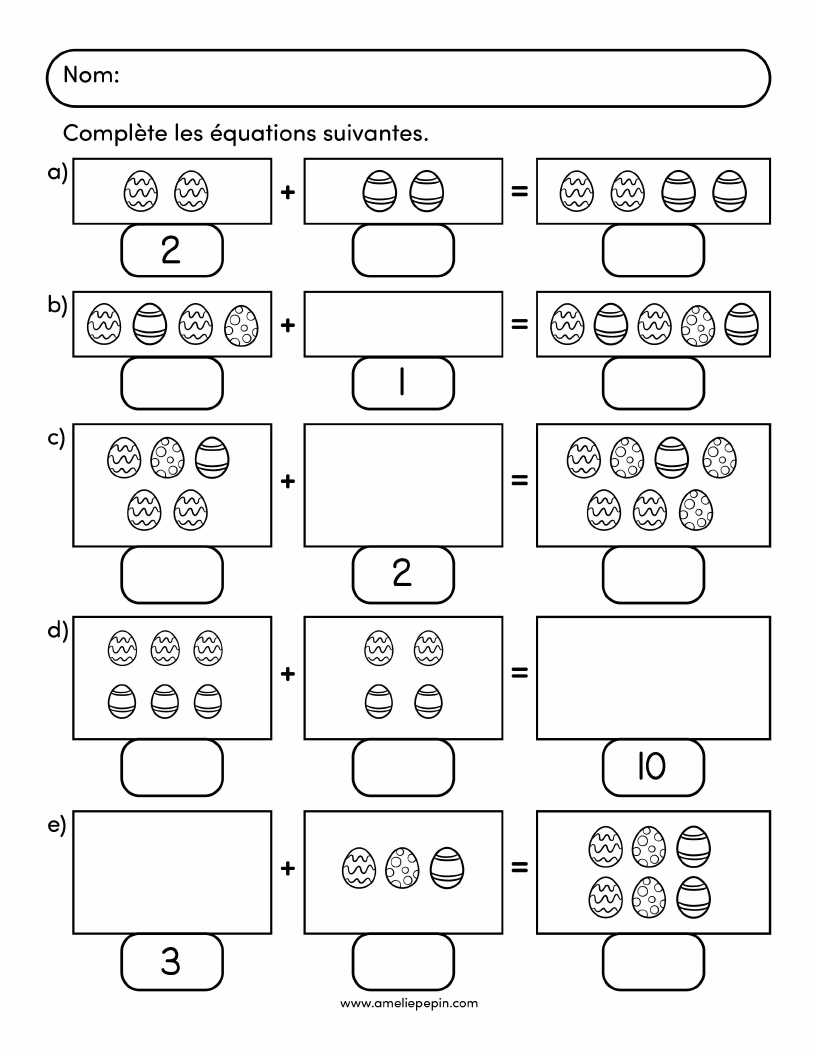 Nom:
Complète les équations suivantes.
a)
+
=
2
b)
+
=
1
c)
+
=
2
d)
+
=
10
e)
+
=
3
www.ameliepepin.com